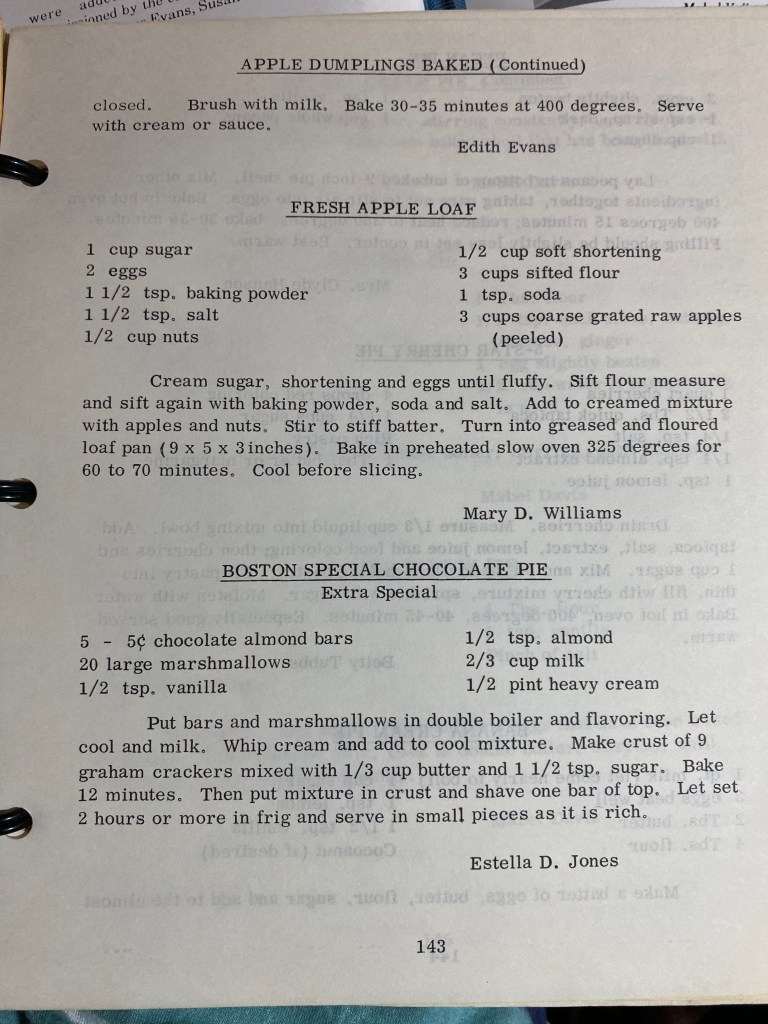 were
Evans,
APPLE DUMPLINGS BAKED (Continued)
closed. Brush with milk. Bake 30-35 minutes at 400 degrees. Serve
with cream or sauce.
Edith Evans
FRESH APPLE LOAF
1 cup sugar
2 eggs
1 1/2 tsp. baking powder
1 1/2 tsp. salt
1/2 cup nuts
1/2 cup soft shortening
3 cups sifted flour
1 tsp. soda
3 cups coarse grated raw apples
(peeled)
Cream sugar, shortening and eggs until fluffy. Sift flour measure
and sift again with baking powder, soda and salt. Add to creamed mixture
with apples and nuts. Stir to stiff batter. Turn into greased and floured
loaf pan (9 x 5 x 3 inches). Bake in preheated slow oven 325 degrees for
60 to 70 minutes. Cool before slicing.
Mary D. Williams
BOSTON SPECIAL CHOCOLATE PIE
Extra Special
5 - 5¢ chocolate almond bars
20 large marshmallows
1/2 tsp. vanilla
1/2 tsp. almond
2/3 cup milk
1/2 pint heavy cream
Put bars and marshmallows in double boiler and flavoring. Let
cool and milk. Whip cream and add to cool mixture. Make crust of 9
graham crackers mixed with 1/3 cup butter and 1 1/2 tsp. sugar. Bake
12 minutes. Then put mixture in crust and shave one bar of top. Let set
2 hours or more in frig and serve in small pieces as it is rich.
Estella D. Jones
143